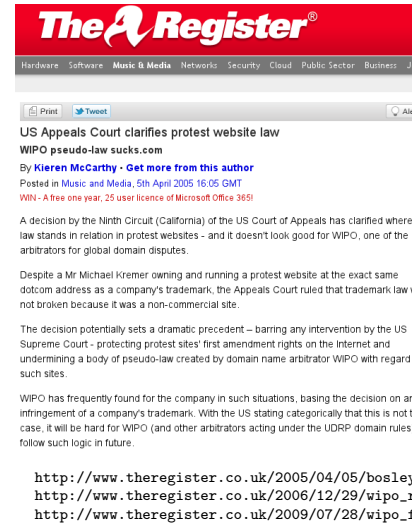 The Register®
Hardware Software Music & Media Networks Security Cloud Public Sector Business
Print Tweet
US Appeals Court clarifies protest website law
WIPO pseudo-law sucks.com
By Kieren McCarthy • Get more from this author
Posted in Music and Media, 5th April 2005 16:05 GMT
WIN - A free one year, 25 user licence of Microsoft Office 365!
A decision by the Ninth Circuit (California) of the US Court of Appeals has clarified where
law stands in relation in protest websites - and it doesn't look good for WIPO, one of the
arbitrators for global domain disputes.
Despite a Mr Michael Kremer owning and running a protest website at the exact same
dotcom address as a company's trademark, the Appeals Court ruled that trademark law
not broken because it was a non-commercial site.
The decision potentially sets a dramatic precedent – barring any intervention by the US
Supreme Court - protecting protest sites' first amendment rights on the Internet and
undermining a body of pseudo-law created by domain name arbitrator WIPO with regard
such sites.
WIPO has frequently found for the company in such situations, basing the decision on an
infringement of a company's trademark. With the US stating categorically that this is not
case, it will be hard for WIPO (and other arbitrators acting under the UDRP domain rules
follow such logic in future.
http://www.theregister.co.uk/2005/04/05/bosley
http://www.theregister.co.uk/2006/12/29/wipo_
http://www.theregister.co.uk/2009/07/28/wipo_